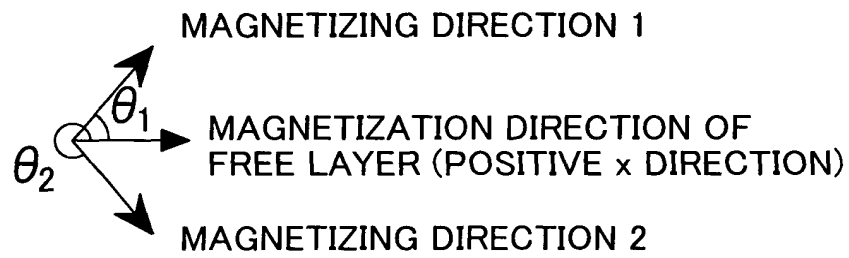 MAGNETIZING DIRECTION 1
θ1
MAGNETIZATION DIRECTION OF
FREE LAYER (POSITIVE x DIRECTION)
θ2
MAGNETIZING DIRECTION 2